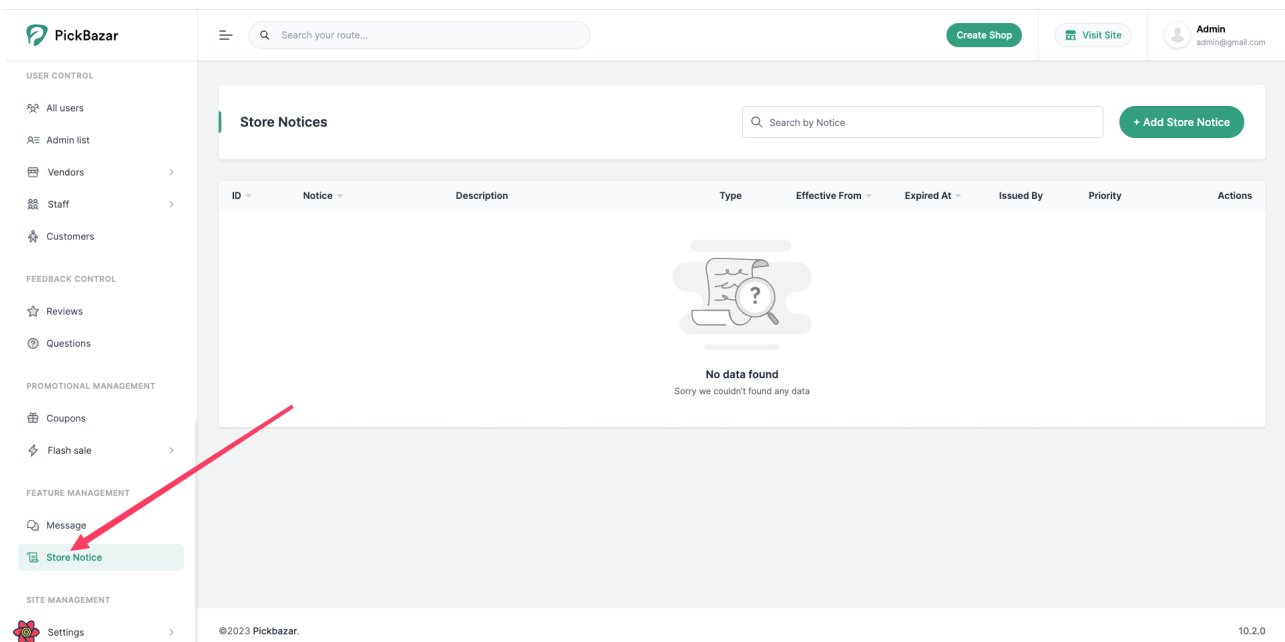 PickBazar
Search your route...
Create Shop
Visit Site
Admin
admin@gmail.com
USER CONTROL
All users
Admin list
Vendors
Staff
Customers
FEEDBACK CONTROL
Reviews
Questions
PROMOTIONAL MANAGEMENT
Coupons
Flash sale
FEATURE MANAGEMENT
Message
Store Notice
SITE MANAGEMENT
Settings
Store Notices
Search by Notice
+ Add Store Notice
ID Notice Description Type Effective From Expired At Issued By Priority Actions
?
No data found
Sorry we couldn't found any data
©2023 Pickbazar.
10.2.0